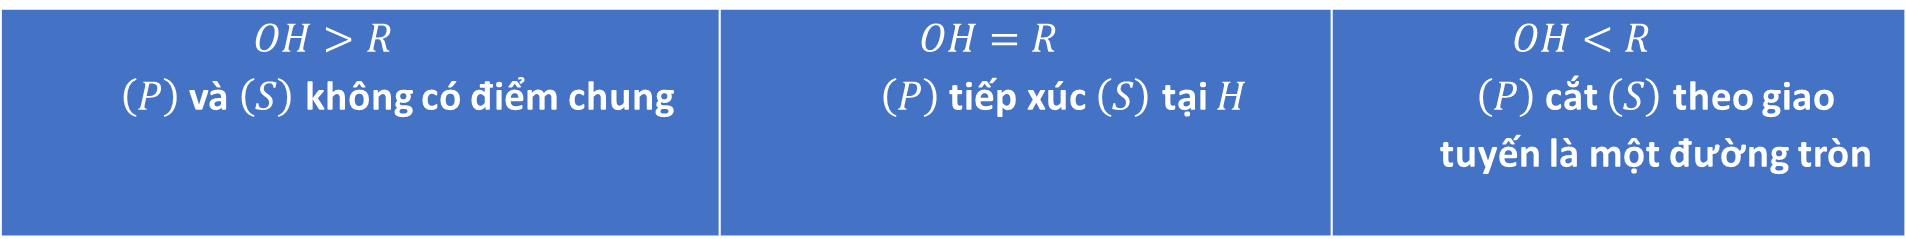 OH > R
(P) và (S) không có điểm chung
OH = R
(P) tiếp xúc (S) tại H
OH < R
(P) cắt (S) theo giao
tuyến là một đường tròn